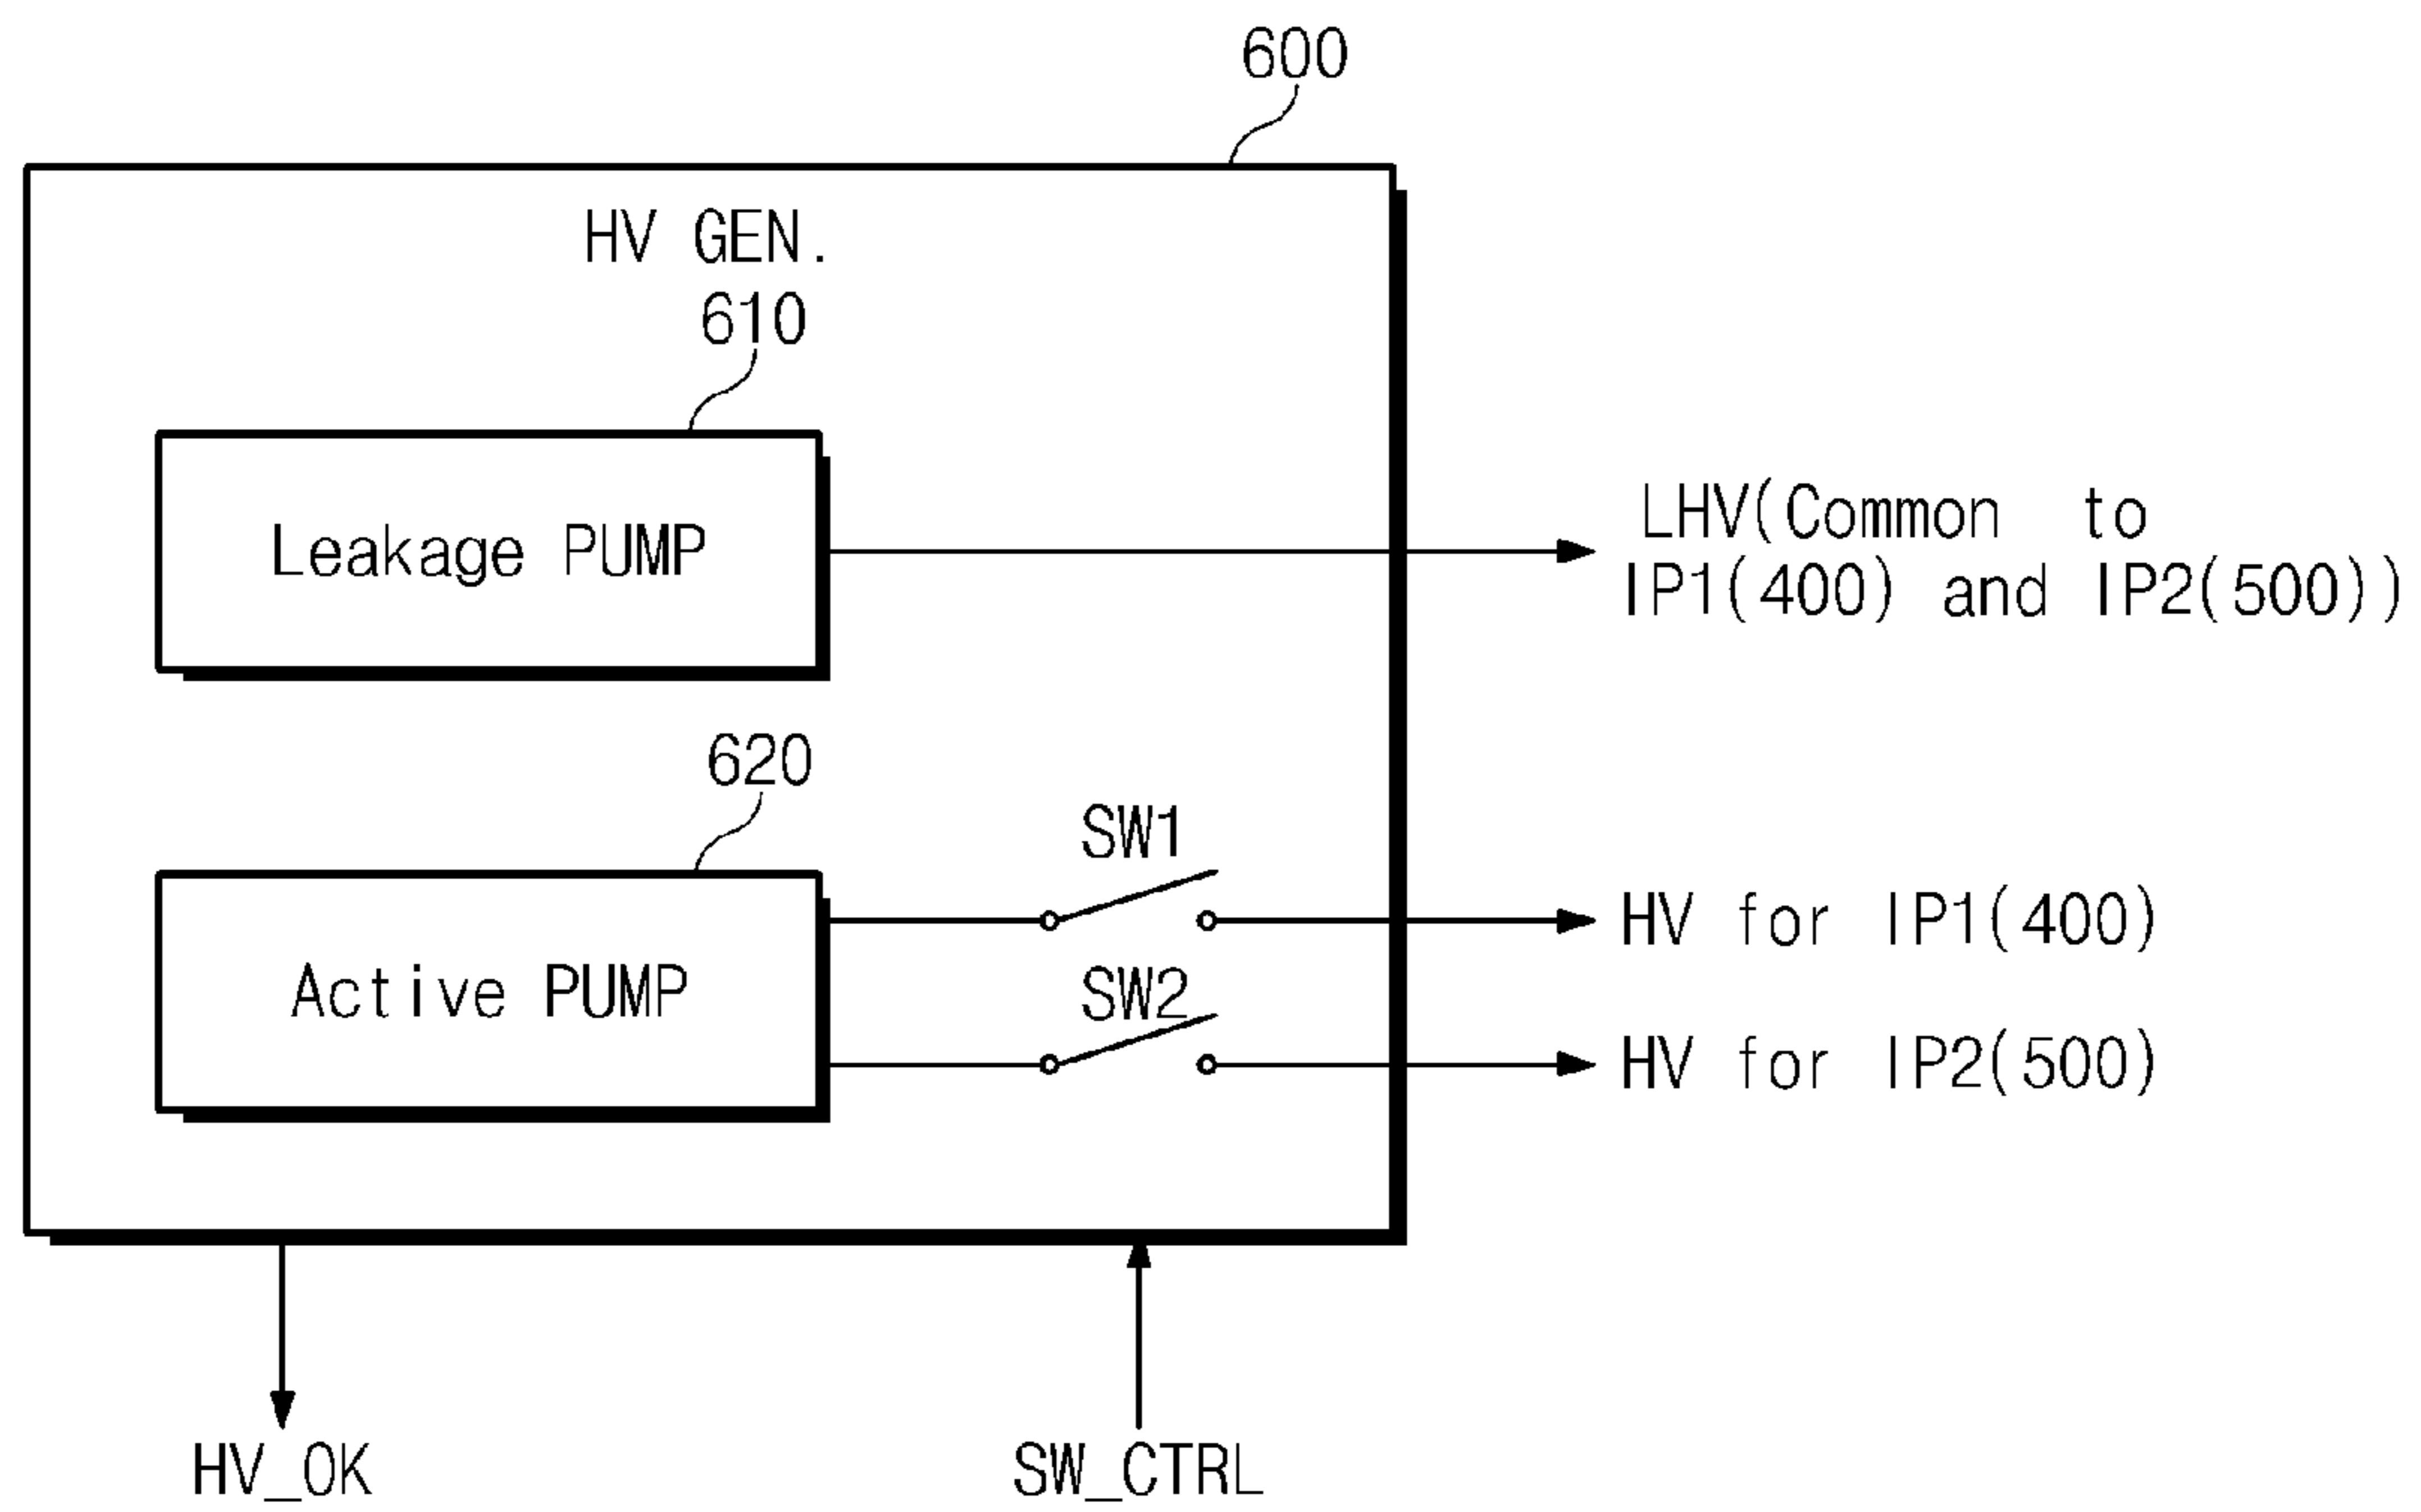 600
HV GEN.
610
Leakage PUMP
LHV(Common to
IP1(400) and IP2(500))
620
SW1
Active PUMP
HV for IP1(400)
SW2
HV for IP2(500)
HV_OK
SW_CTRL